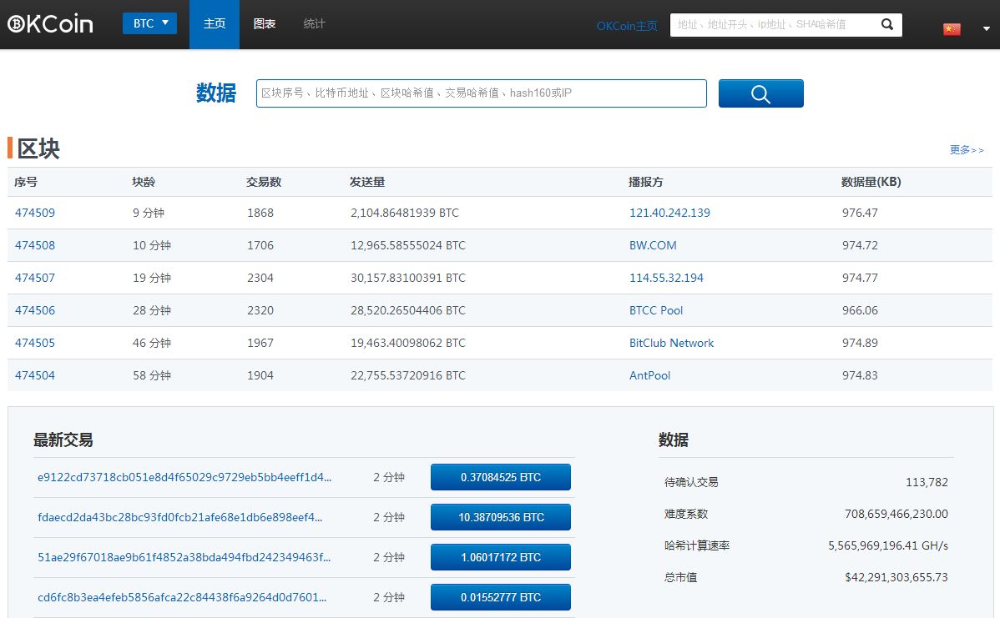 OKCoin BTC 主页 图表 统计 OKCoin主页 地址、地址开头、Ip地址、SHA哈希值
数据 区块序号、比特币地址、区块哈希值、交易哈希值、hash160或IP
区块 更多>>
序号 块龄 交易数 发送量 播报方 数据量(KB)
474509 9 分钟 1868 2,104.86481939 BTC 121.40.242.139 976.47
474508 10 分钟 1706 12,965.58555024 BTC BW.COM 974.72
474507 19 分钟 2304 30,157.83100391 BTC 114.55.32.194 974.77
474506 28 分钟 2320 28,520.26504406 BTC BTCC Pool 966.06
474505 46 分钟 1967 19,463.40098062 BTC BitClub Network 974.89
474504 58 分钟 1904 22,755.53720916 BTC AntPool 974.83
最新交易
e9122cd73718cb051e8d4f65029c9729eb5bb4eeff1d4... 2 分钟 0.37084525 BTC
fdaecd2da43bc28bc93fd0fcb21afe68e1db6e898eef4... 2 分钟 10.38709536 BTC
51ae29f67018ae9b61f4852a38bda494fbd242349463f... 2 分钟 1.06017172 BTC
cd6fc8b3ea4efeb5856afca22c84438f6a9264d0d7601... 2 分钟 0.01552777 BTC
数据
待确认交易 113,782
难度系数 708,659,466,230.00
哈希计算速率 5,565,969,196.41 GH/s
总市值 $42,291,303,655.73